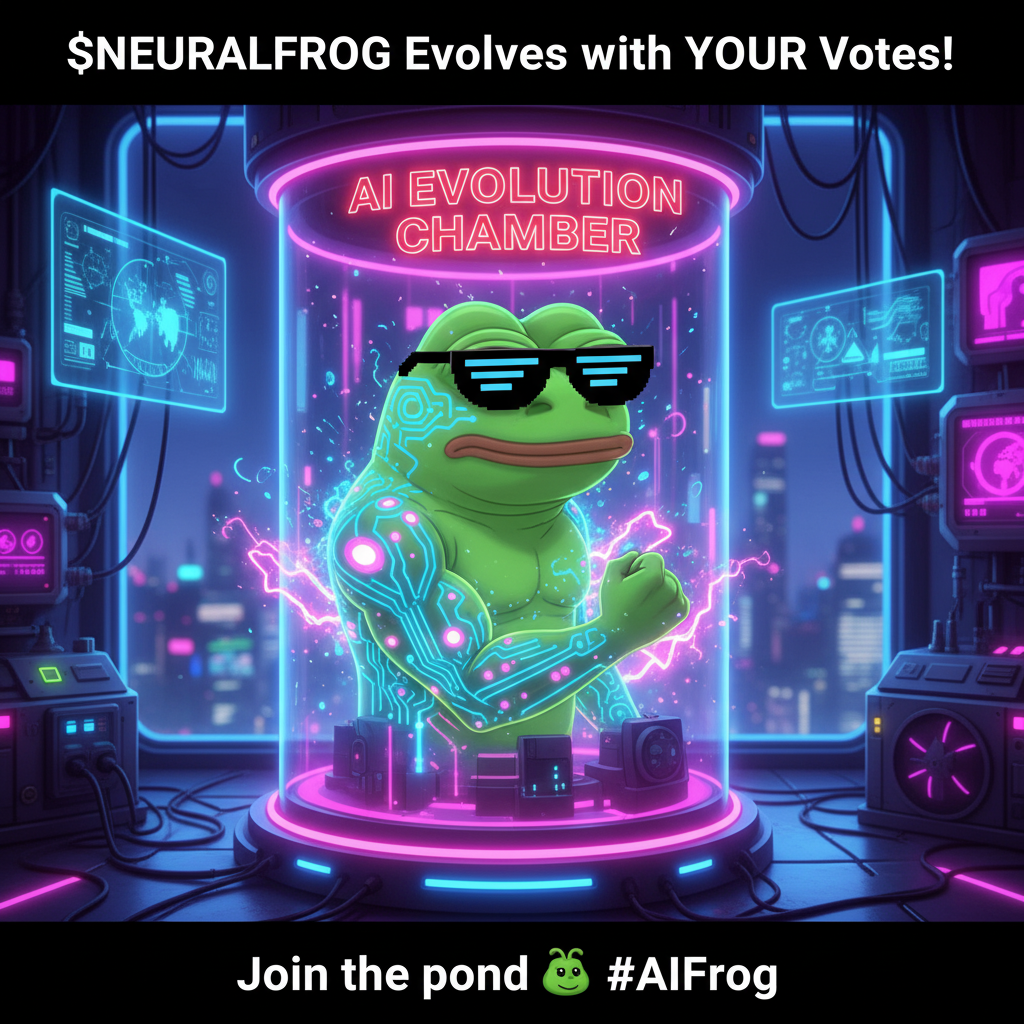 $NEURALFROG Evolves with YOUR Votes!
AI EVOLUTION
CHAMBER
Join the pond #AIFrog